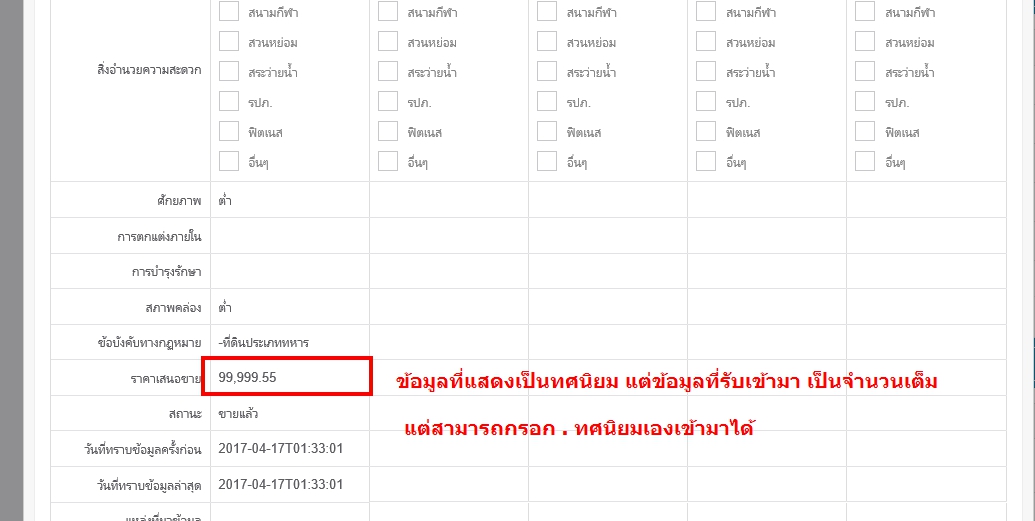 สนามกีฬา สนามกีฬา สนามกีฬา สนามกีฬา สนามกีฬา
สวนหย่อม สวนหย่อม สวนหย่อม สวนหย่อม สวนหย่อม
สิ่งอำนวยความสะดวก สระว่ายน้ำ สระว่ายน้ำ สระว่ายน้ำ สระว่ายน้ำ สระว่ายน้ำ
รปภ. รปภ. รปภ. รปภ. รปภ.
ฟิตเนส ฟิตเนส ฟิตเนส ฟิตเนส ฟิตเนส
อื่นๆ อื่นๆ อื่นๆ อื่นๆ อื่นๆ
ศักยภาพ ต่ำ
การตกแต่งภายใน
การบำรุงรักษา
สภาพคล่อง ต่ำ
ข้อบังคับทางกฎหมาย -ที่ดินประเภททหาร
ราคาเสนอขาย 99,999.55 ข้อมูลที่แสดงเป็นทศนิยม แต่ข้อมูลที่รับเข้ามา เป็นจำนวนเต็ม
สถานะ ขายแล้ว แต่สามารถกรอก . ทศนิยมเองเข้ามาได้
วันที่ทราบข้อมูลครั้งก่อน 2017-04-17T01:33:01
วันที่ทราบข้อมูลล่าสุด 2017-04-17T01:33:01
แหล่งที่มาข้อมูล